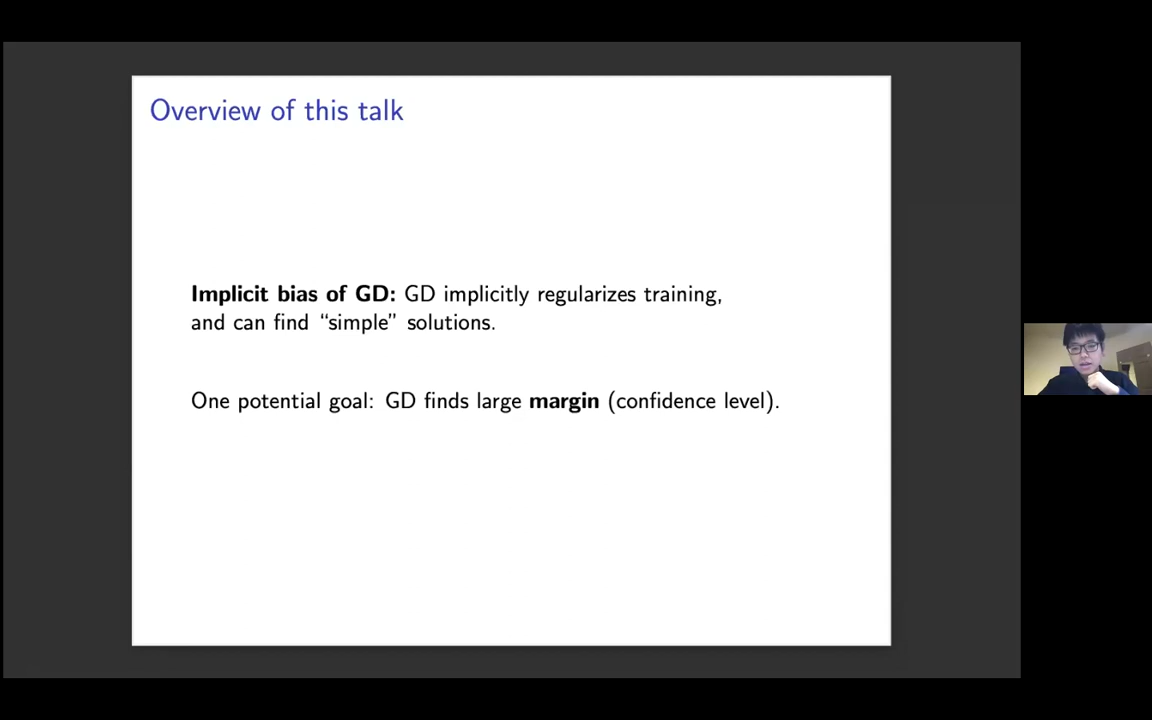 Overview of this talk
Implicit bias of GD: GD implicitly regularizes training,
and can find “simple” solutions.
One potential goal: GD finds large margin (confidence level).